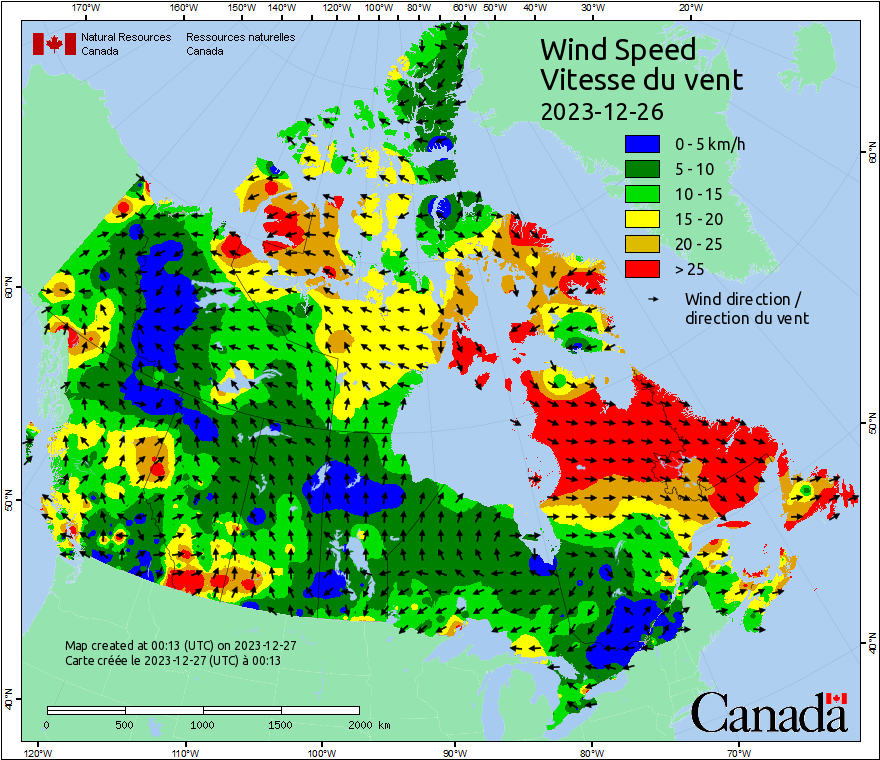 170°W 160°W 150°W 140°W 130°W 120°W 110°W 100°W 90°W 80°W 70°W 60°W 50°W 40°W 30°W 20°W
Natural Resources Ressources naturelles
Canada Canada
Wind Speed
Vitesse du vent
2023-12-26
0 - 5 km/h
5 - 10
10 - 15
15 - 20
20 - 25
> 25
Wind direction /
direction du vent
60°N 60°N
50°N 50°N
40°N 40°N
Map created at 00:13 (UTC) on 2023-12-27
Carte créée le 2023-12-27 (UTC) à 00:13
0 500 1000 1500 2000 km
Canada
120°W 110°W 100°W 90°W 80°W 70°W